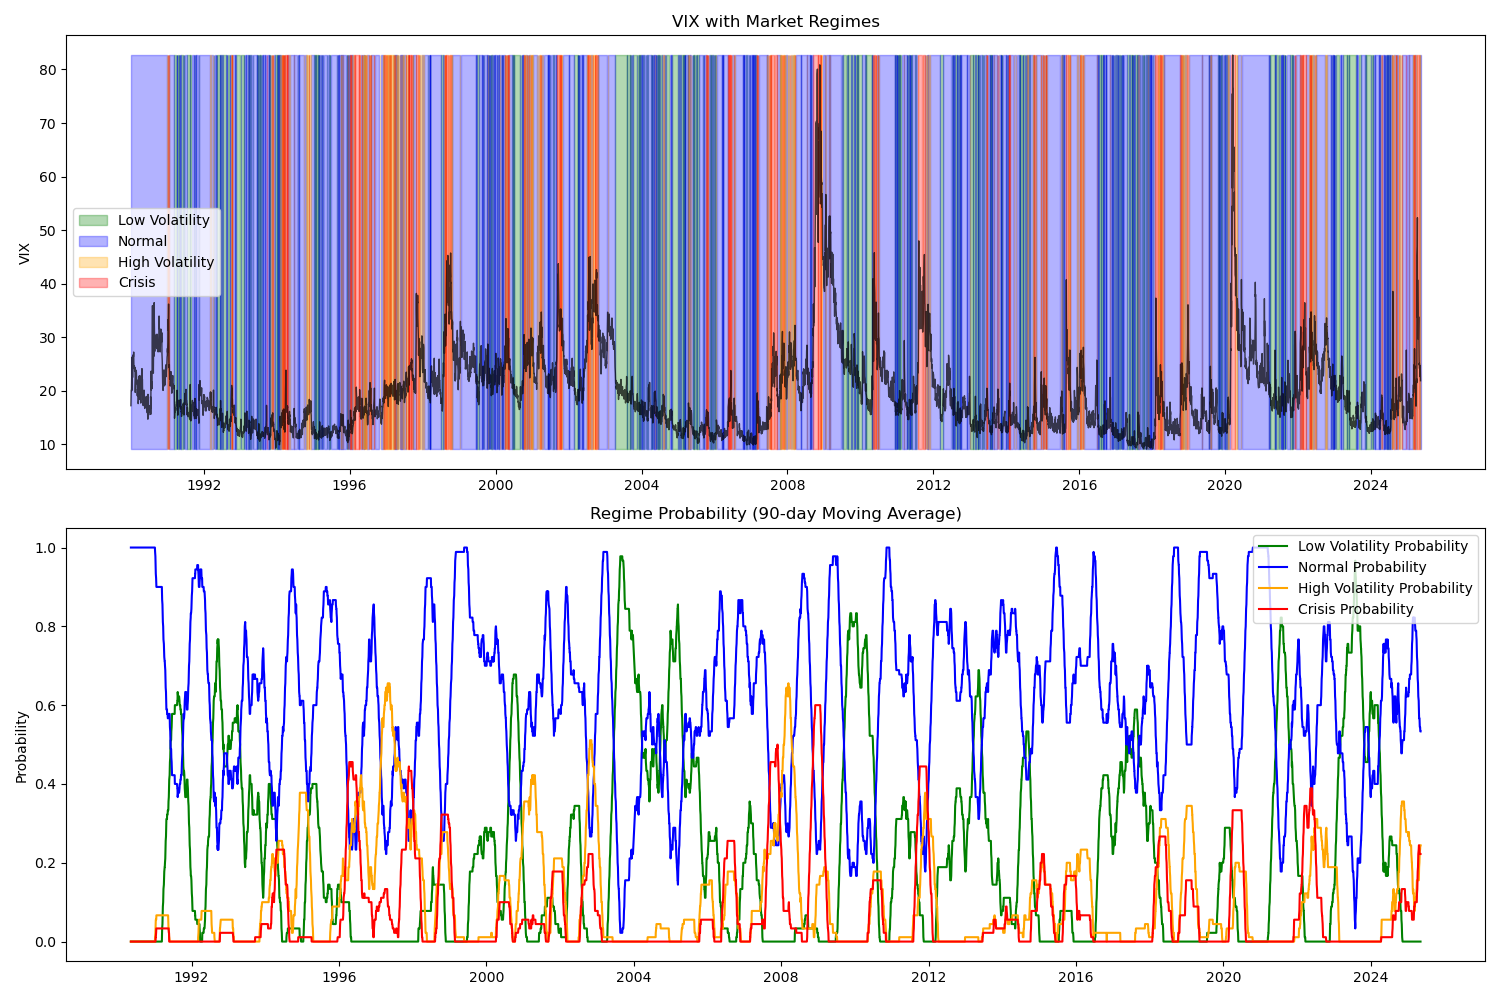 VIX with Market Regimes
80
70
60
50
40
30
20
10
VIX
Low Volatility
Normal
High Volatility
Crisis
1992 1996 2000 2004 2008 2012 2016 2020 2024
Regime Probability (90-day Moving Average)
1.0
0.8
0.6
0.4
0.2
0.0
Probability
Low Volatility Probability
Normal Probability
High Volatility Probability
Crisis Probability
1992 1996 2000 2004 2008 2012 2016 2020 2024